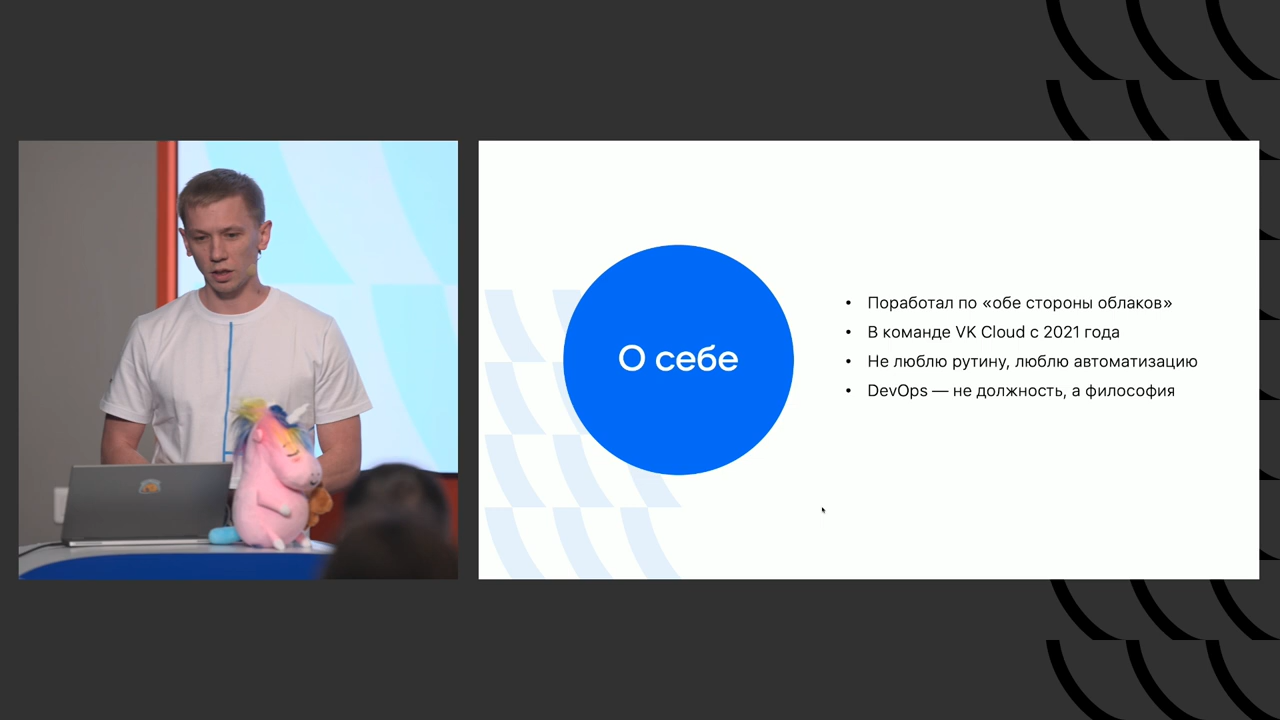 О себе
• Поработал по «обе стороны облаков»
• В команде VK Cloud с 2021 года
• Не люблю рутину, люблю автоматизацию
• DevOps — не должность, а философия